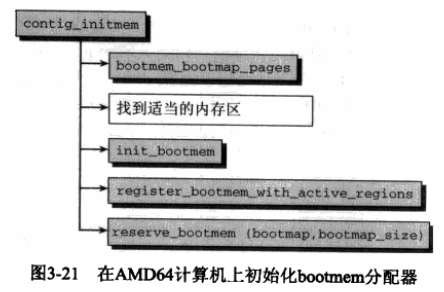 contig_initmem
bootmem_bootmap_pages
找到适当的内存区
init_bootmem
register_bootmem_with_active_regions
reserve_bootmem (bootmap,bootmap_size)
图3-21 在AMD64计算机上初始化bootmem分配器